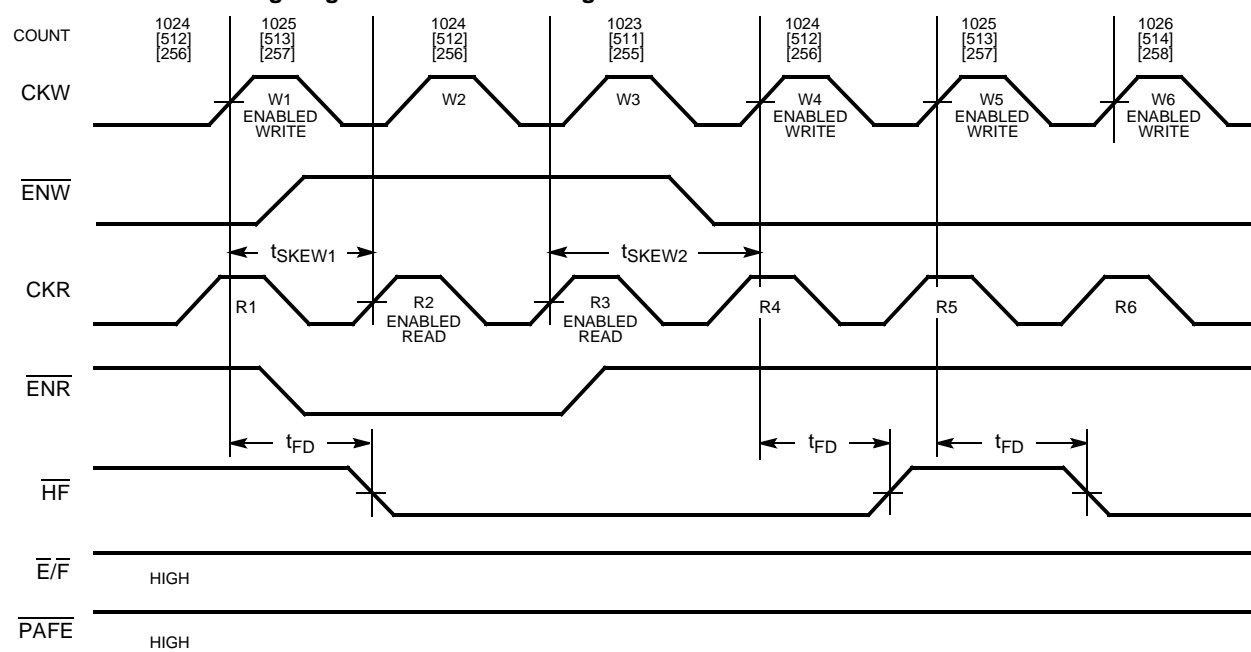 COUNT
1024 1025 1024 1023 1024 1025 1026
[512] [513] [512] [511] [512] [513] [514]
[256] [257] [256] [255] [256] [257] [258]
CKW
W1 W2 W3 W4 W5 W6
ENABLED ENABLED ENABLED ENABLED
WRITE WRITE WRITE WRITE
ENW
tSKEW1 tSKEW2
CKR
R1 R2 R3 R4 R5 R6
ENABLED ENABLED
READ READ
ENR
tFD tFD tFD
HF
E/F
HIGH
PAFE
HIGH